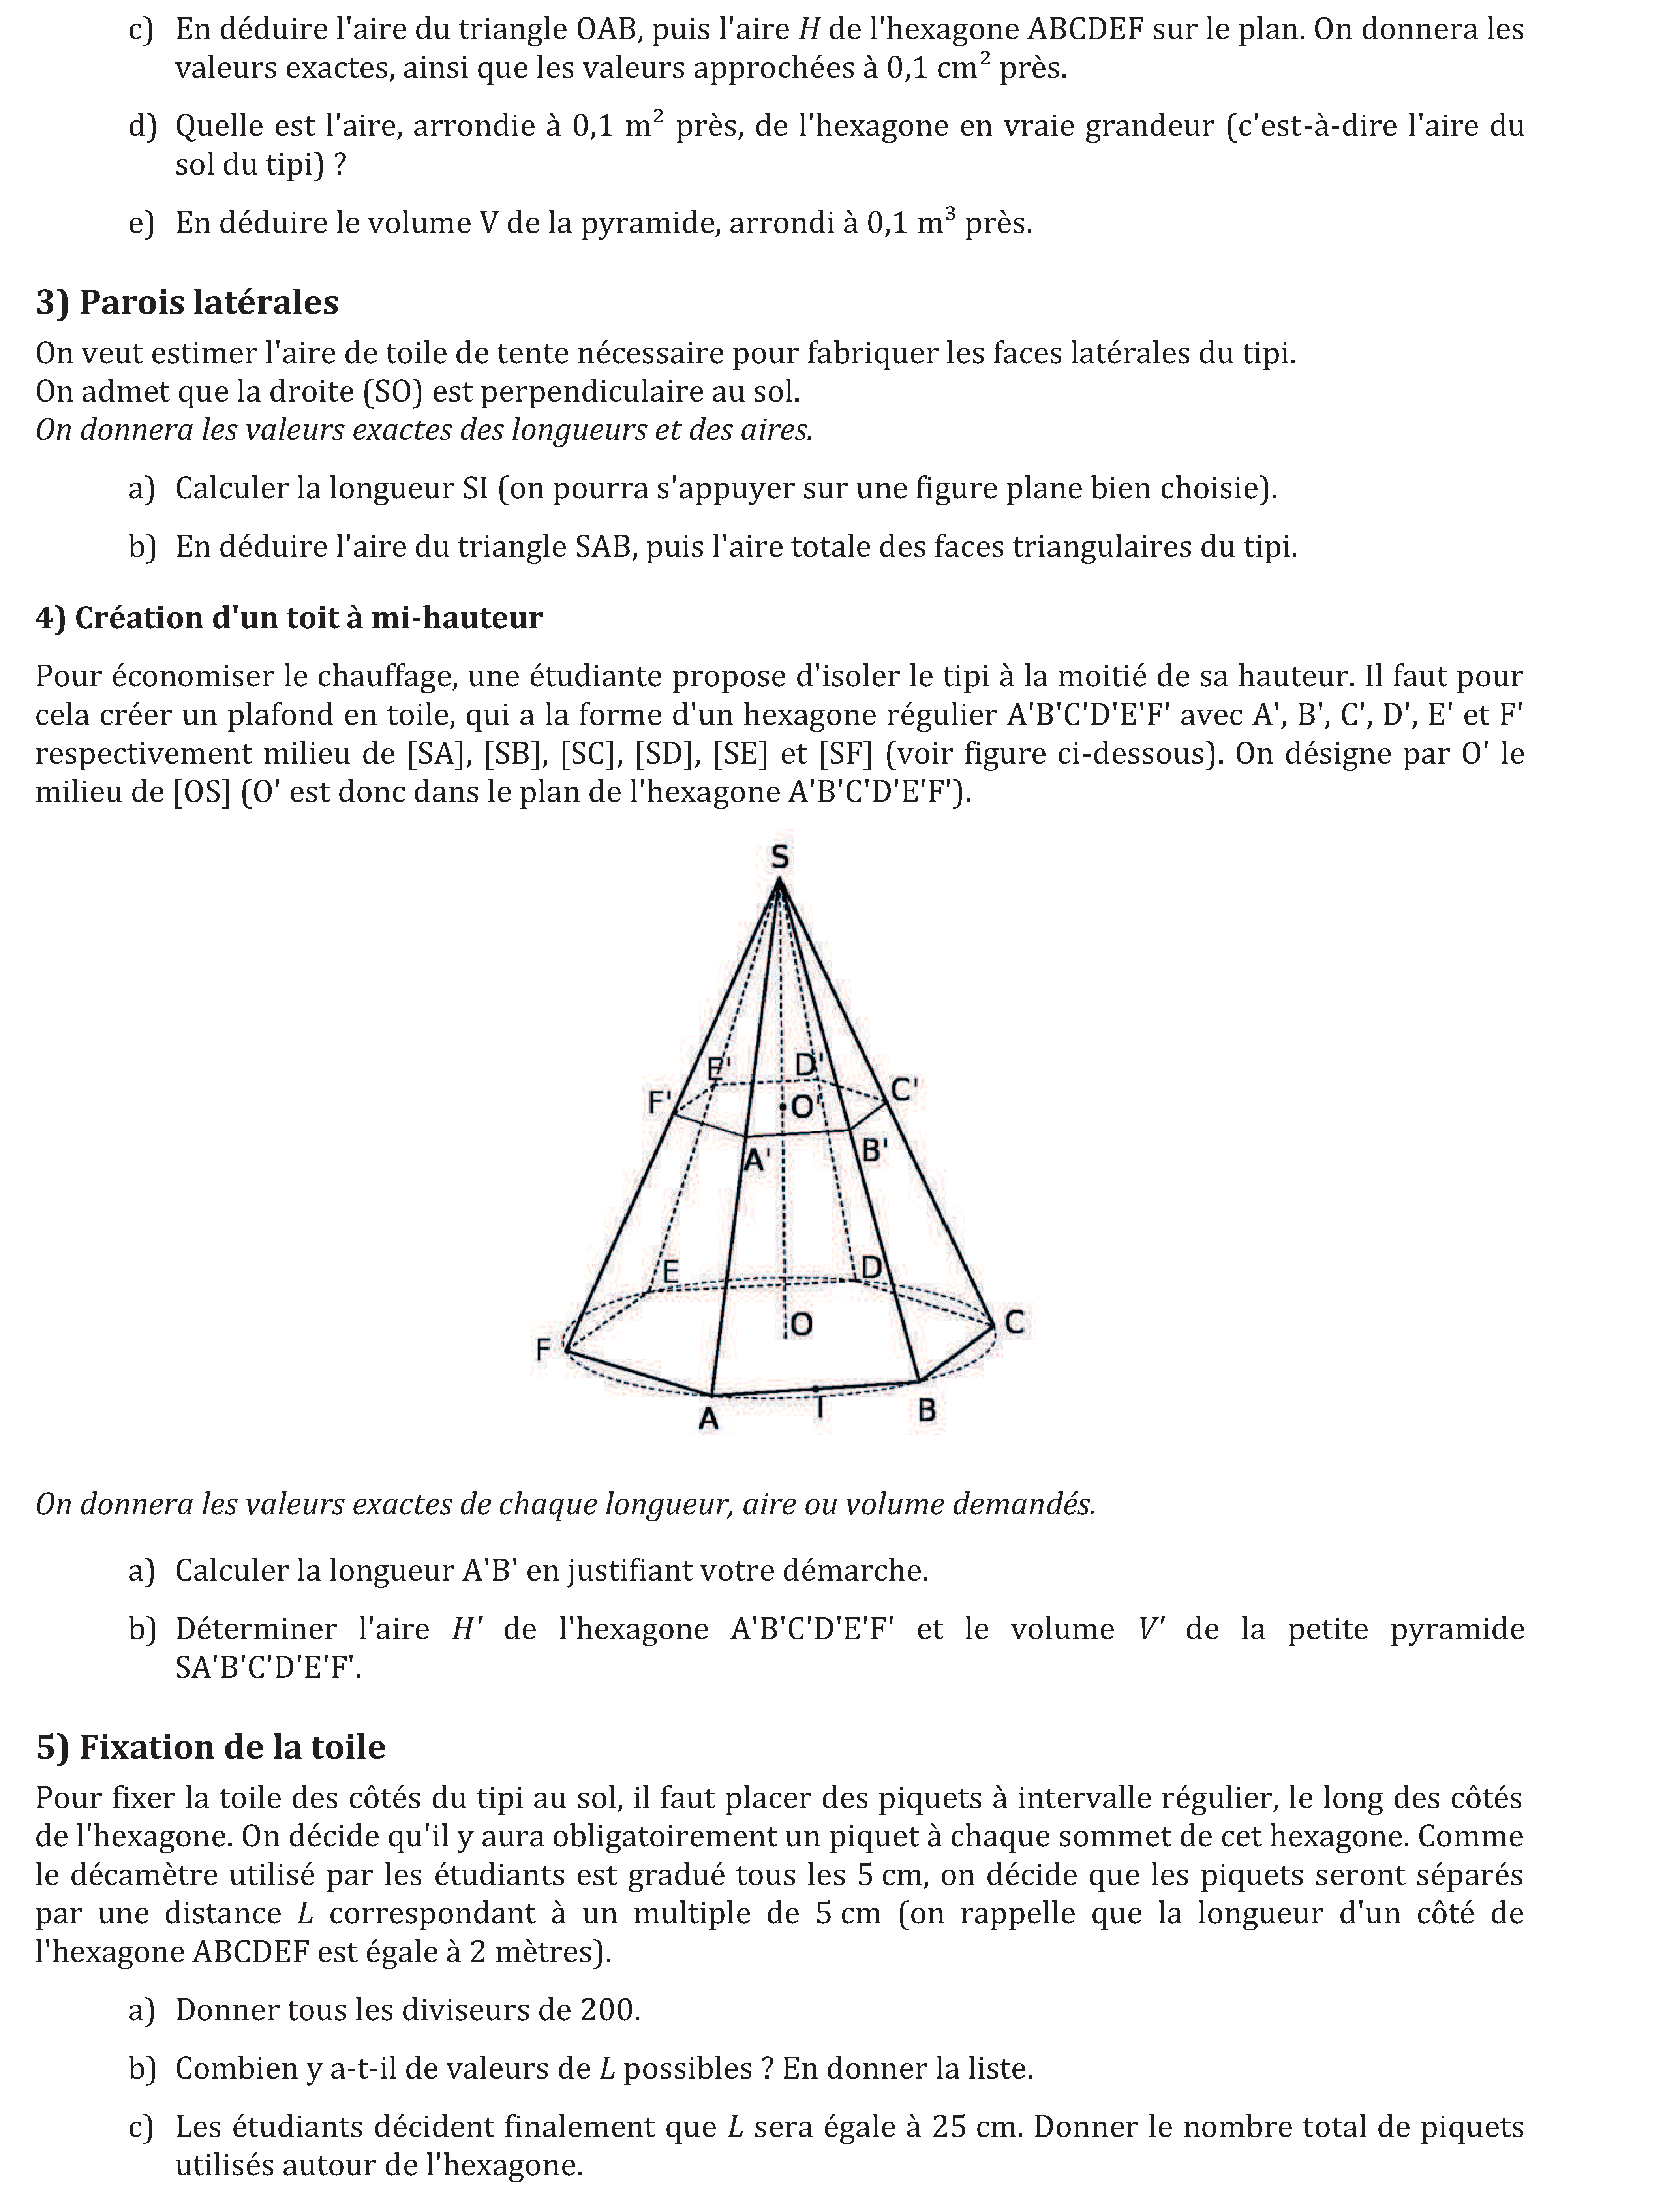 c) En déduire l'aire du triangle OAB, puis l'aire H de l'hexagone ABCDEF sur le plan. On donnera les
valeurs exactes, ainsi que les valeurs approchées à 0,1 cm² près.
d) Quelle est l'aire, arrondie à 0,1 m² près, de l'hexagone en vraie grandeur (c'est-à-dire l'aire du
sol du tipi) ?
e) En déduire le volume V de la pyramide, arrondi à 0,1 m³ près.
3) Parois latérales
On veut estimer l'aire de toile de tente nécessaire pour fabriquer les faces latérales du tipi.
On admet que la droite (SO) est perpendiculaire au sol.
On donnera les valeurs exactes des longueurs et des aires.
a) Calculer la longueur SI (on pourra s'appuyer sur une figure plane bien choisie).
b) En déduire l'aire du triangle SAB, puis l'aire totale des faces triangulaires du tipi.
4) Création d'un toit à mi-hauteur
Pour économiser le chauffage, une étudiante propose d'isoler le tipi à la moitié de sa hauteur. Il faut pour
cela créer un plafond en toile, qui a la forme d'un hexagone régulier A'B'C'D'E'F' avec A', B', C', D', E' et F'
respectivement milieu de [SA], [SB], [SC], [SD], [SE] et [SF] (voir figure ci-dessous). On désigne par O' le
milieu de [OS] (O' est donc dans le plan de l'hexagone A'B'C'D'E'F').
S
E' D'
F' O' C'
A' B'
E D
F O C
A I B
On donnera les valeurs exactes de chaque longueur, aire ou volume demandés.
a) Calculer la longueur A'B' en justifiant votre démarche.
b) Déterminer l'aire H' de l'hexagone A'B'C'D'E'F' et le volume V' de la petite pyramide
SA'B'C'D'E'F'.
5) Fixation de la toile
Pour fixer la toile des côtés du tipi au sol, il faut placer des piquets à intervalle régulier, le long des côtés
de l'hexagone. On décide qu'il y aura obligatoirement un piquet à chaque sommet de cet hexagone. Comme
le décamètre utilisé par les étudiants est gradué tous les 5 cm, on décide que les piquets seront séparés
par une distance L correspondant à un multiple de 5 cm (on rappelle que la longueur d'un côté de
l'hexagone ABCDEF est égale à 2 mètres).
a) Donner tous les diviseurs de 200.
b) Combien y a-t-il de valeurs de L possibles ? En donner la liste.
c) Les étudiants décident finalement que L sera égale à 25 cm. Donner le nombre total de piquets
utilisés autour de l'hexagone.